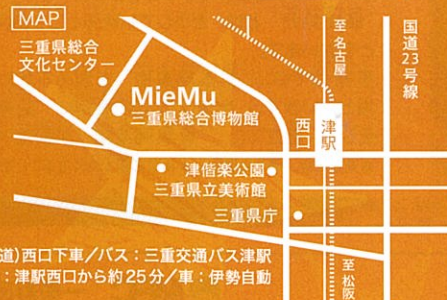 MAP
三重県総合
文化センター
MieMu
三重県総合博物館
至 名古屋
国道23号線
西口
津駅
津偕楽公園
三重県立美術館
三重県庁
至 松阪
道)西口下車／バス：三重交通バス津駅
：津駅西口から約25分／車：伊勢自動